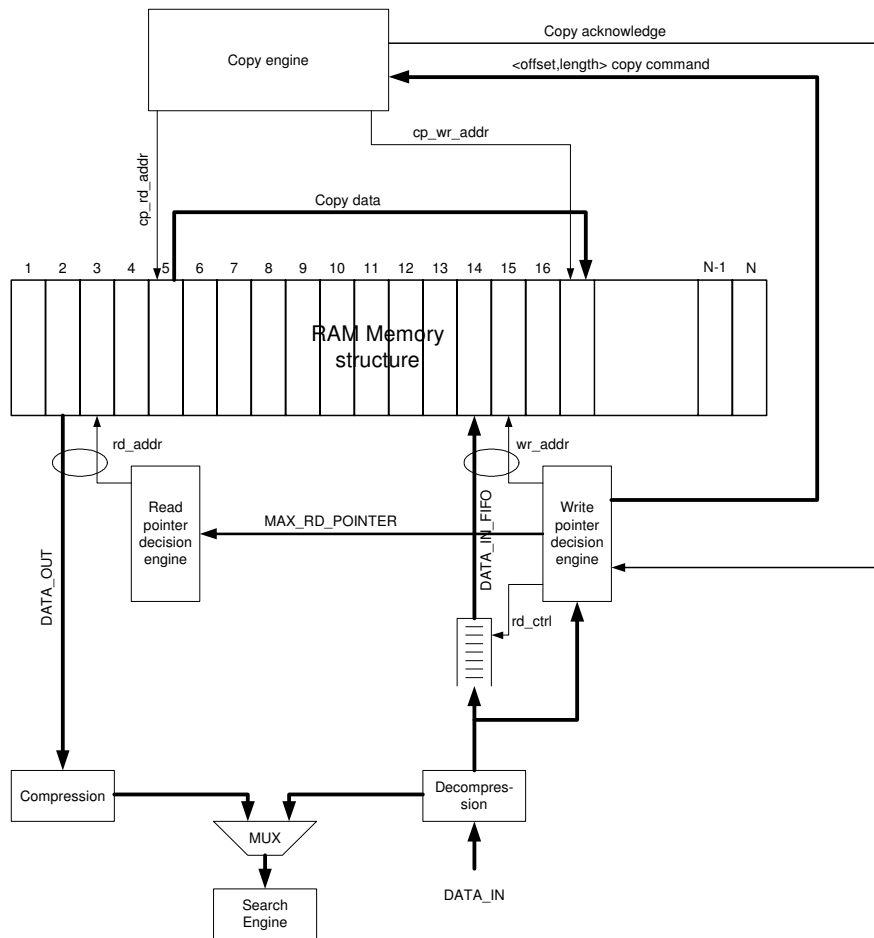 Copy acknowledge
Copy engine
<offset,length> copy command
cp_wr_addr
cp_rd_addr
Copy data
1 2 3 4 5 6 7 8 9 10 11 12 13 14 15 16 N-1 N
RAM Memory
structure
rd_addr
wr_addr
Read
pointer
decision
engine
MAX_RD_POINTER
DATA_IN_FIFO
Write
pointer
decision
engine
DATA_OUT
rd_ctrl
Compression
Decompres-
sion
MUX
DATA_IN
Search
Engine